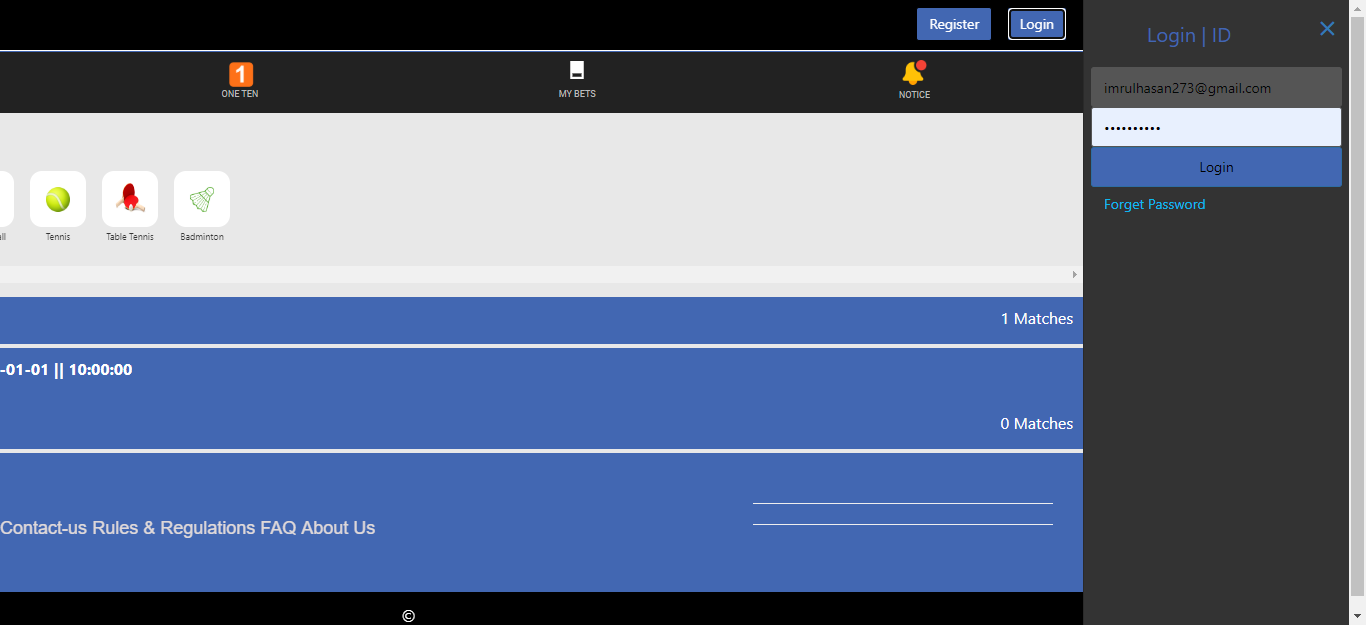 Register Login
Login | ID
×
1
ONE TEN
MY BETS
NOTICE
imrulhasan273@gmail.com
••••••••••
Login
Forget Password
ll
Tennis
Table Tennis
Badminton
1 Matches
-01-01 || 10:00:00
0 Matches
Contact-us Rules & Regulations FAQ About Us
©